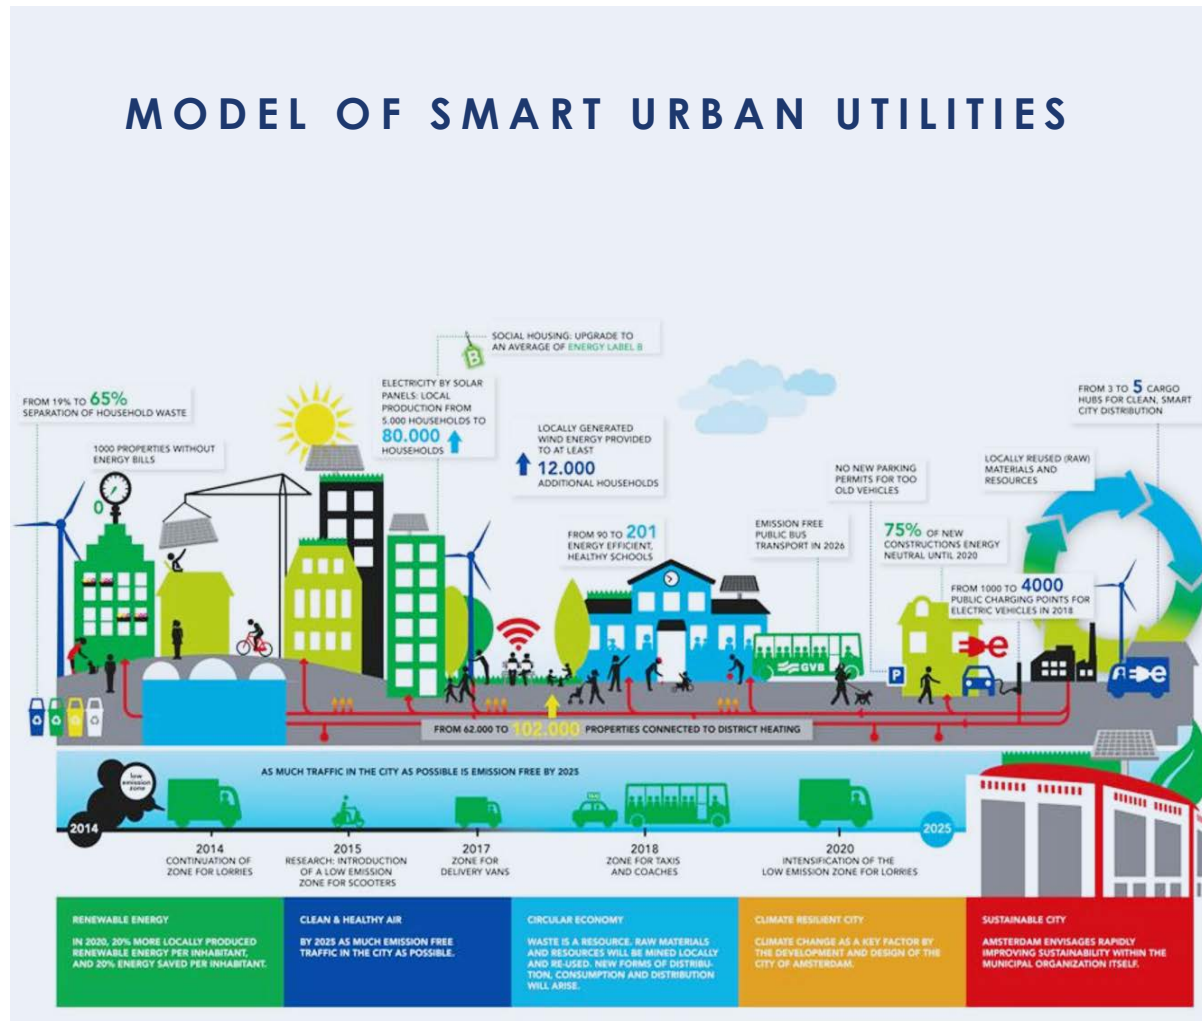 MODEL OF SMART URBAN UTILITIES
SOCIAL HOUSING: UPGRADE TO
AN AVERAGE OF ENERGY LABEL B
B
FROM 19% TO 65%
SEPARATION OF HOUSEHOLD WASTE
1000 PROPERTIES WITHOUT
ENERGY BILLS
0
ELECTRICITY BY SOLAR
PANELS: LOCAL
PRODUCTION FROM
5.000 HOUSEHOLDS TO
80.000
HOUSEHOLDS
LOCALLY GENERATED
WIND ENERGY PROVIDED
TO AT LEAST
12.000
ADDITIONAL HOUSEHOLDS
FROM 90 TO 201
ENERGY EFFICIENT,
HEALTHY SCHOOLS
EMISSION FREE
PUBLIC BUS
TRANSPORT IN 2026
NO NEW PARKING
PERMITS FOR TOO
OLD VEHICLES
75% OF NEW
CONSTRUCTIONS ENERGY
NEUTRAL UNTIL 2020
FROM 1000 TO 4000
PUBLIC CHARGING POINTS FOR
ELECTRIC VEHICLES IN 2018
LOCALLY REUSED (RAW)
MATERIALS AND
RESOURCES
FROM 3 TO 5 CARGO
HUBS FOR CLEAN, SMART
CITY DISTRIBUTION
GVB
P
e
e
FROM 62.000 TO 102.000 PROPERTIES CONNECTED TO DISTRICT HEATING
low
emission
zone
AS MUCH TRAFFIC IN THE CITY AS POSSIBLE IS EMISSION FREE BY 2025
2014
2025
2014
CONTINUATION OF
ZONE FOR LORRIES
2015
RESEARCH: INTRODUCTION
OF A LOW EMISSION
ZONE FOR SCOOTERS
2017
ZONE FOR
DELIVERY VANS
2018
ZONE FOR TAXIS
AND COACHES
2020
INTENSIFICATION OF THE
LOW EMISSION ZONE FOR LORRIES
RENEWABLE ENERGY
IN 2020, 20% MORE LOCALLY PRODUCED
RENEWABLE ENERGY PER INHABITANT,
AND 20% ENERGY SAVED PER INHABITANT.
CLEAN & HEALTHY AIR
BY 2025 AS MUCH EMISSION FREE
TRAFFIC IN THE CITY AS POSSIBLE.
CIRCULAR ECONOMY
WASTE IS A RESOURCE. RAW MATERIALS
AND RESOURCES WILL BE MINED LOCALLY
AND RE-USED. NEW FORMS OF DISTRIBU-
TION, CONSUMPTION AND DISTRIBUTION
WILL ARISE.
CLIMATE RESILIENT CITY
CLIMATE CHANGE AS A KEY FACTOR BY
THE DEVELOPMENT AND DESIGN OF THE
CITY OF AMSTERDAM.
SUSTAINABLE CITY
AMSTERDAM ENVISAGES RAPIDLY
IMPROVING SUSTAINABILITY WITHIN THE
MUNICIPAL ORGANIZATION ITSELF.